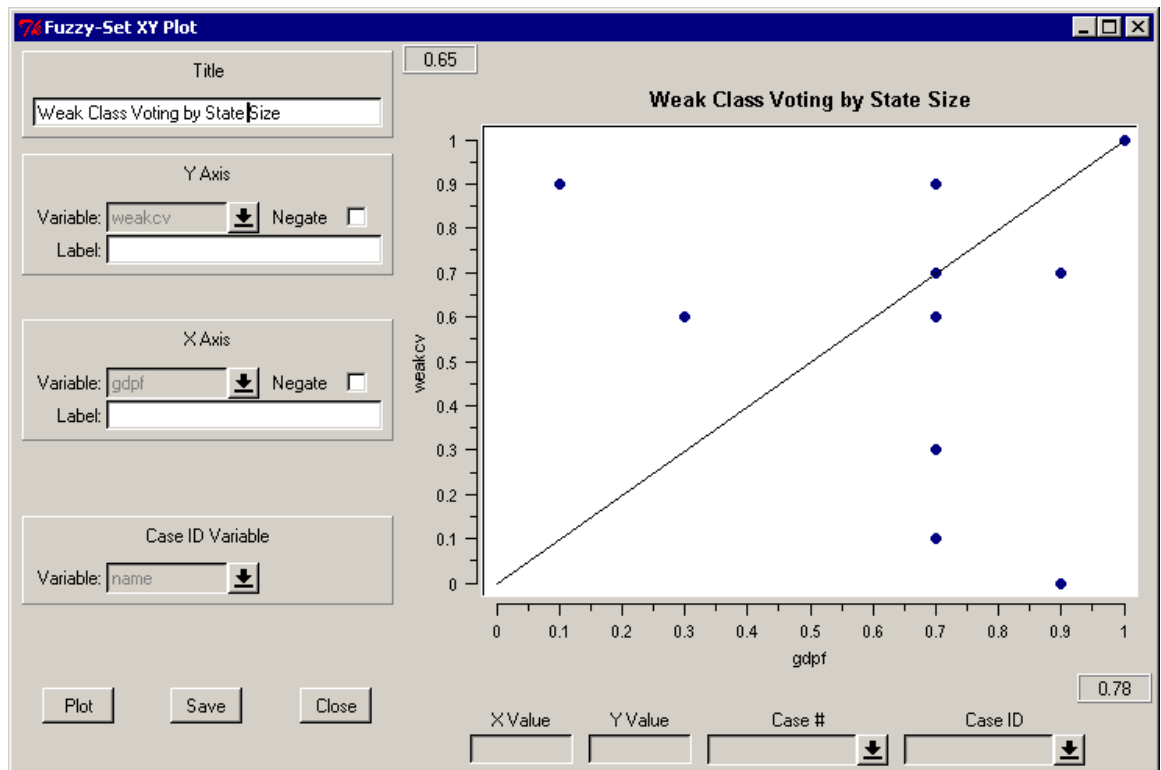 Fuzzy-Set XY Plot
Title
Weak Class Voting by State Size
Y Axis
Variable: weakcv Negate
Label:
X Axis
Variable: gdpf Negate
Label:
Case ID Variable
Variable: name
Plot Save Close
0.65
Weak Class Voting by State Size
1
0.9
0.8
0.7
0.6
0.5
0.4
0.3
0.2
0.1
0
weakcv
0 0.1 0.2 0.3 0.4 0.5 0.6 0.7 0.8 0.9 1
gdpf
0.78
X Value Y Value Case # Case ID